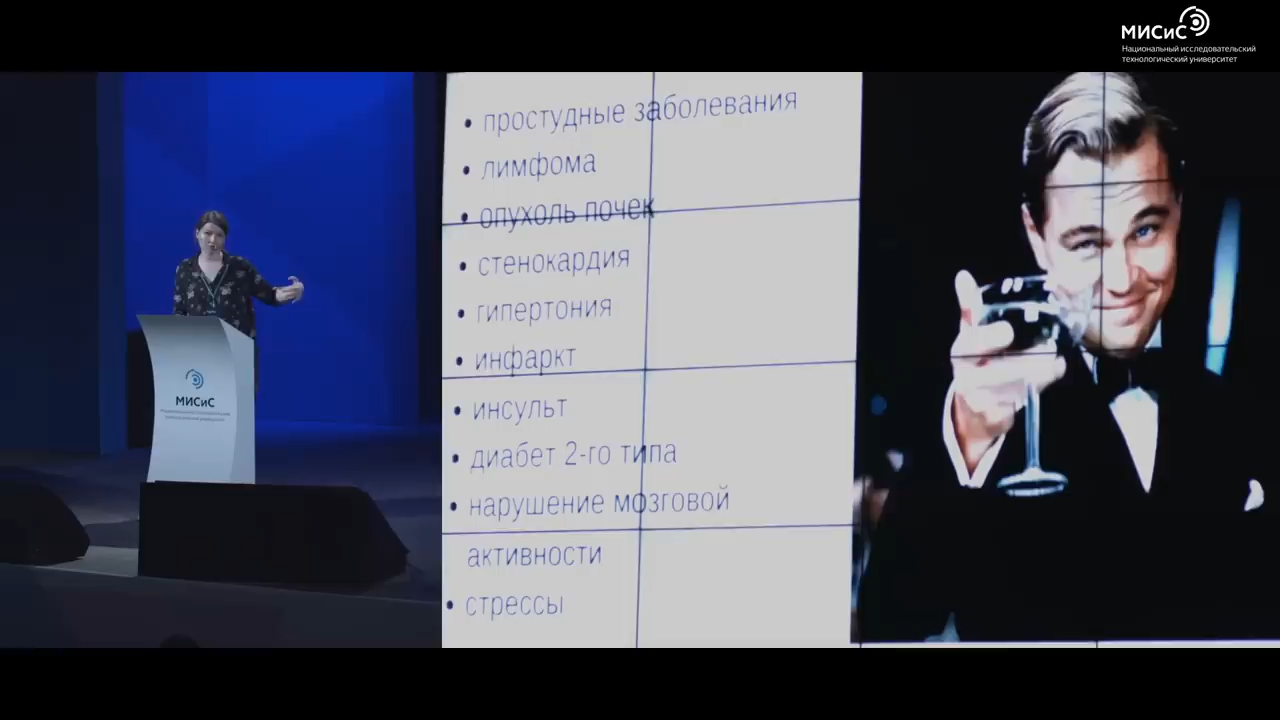 МИСиС
Национальный исследовательский
технологический университет
• простудные заболевания
• лимфома
• опухоль почек
• стенокардия
• гипертония
• инфаркт
• инсульт
• диабет 2-го типа
• нарушение мозговой
активности
• стрессы
МИСиС